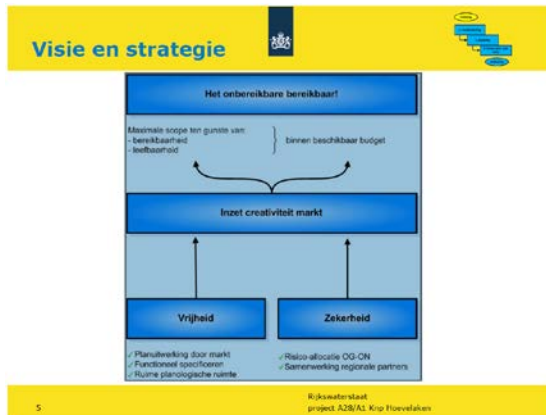 Visie en strategie
Het onbereikbare bereikbaar!
Maximale scope ten gunste van:
- bereikbaarheid
- leefbaarheid
binnen beschikbaar budget
Inzet creativiteit markt
Vrijheid
Zekerheid
✓ Planuitwerking door markt
✓ Functioneel specificeren
✓ Ruime planologische ruimte
✓ Risico-allocatie OG-ON
✓ Samenwerking regionale partners
5
Rijkswaterstaat
project A28/A1 Knp Hoevelaken